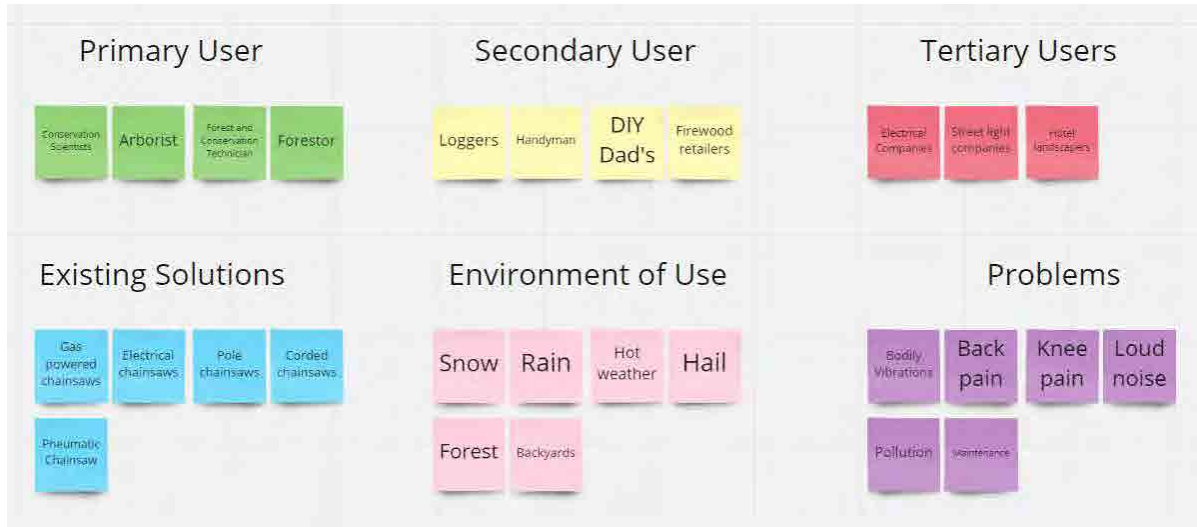 Primary User
Secondary User
Tertiary Users
Conservation
Scientists
Arborist
Forest and
Conservation
Technician
Forestor
Loggers
Handyman
DIY
Dad's
Firewood
retailers
Electrical
Companies
Street light
companies
Hotel
landscapers
Existing Solutions
Environment of Use
Problems
Gas
powered
chainsaws
Electrical
chainsaws
Pole
chainsaws
Corded
chainsaws
Pneumatic
Chainsaw
Snow
Rain
Hot
weather
Hail
Forest
Backyards
Bodily
Vibrations
Back
pain
Knee
pain
Loud
noise
Pollution
Maintenance